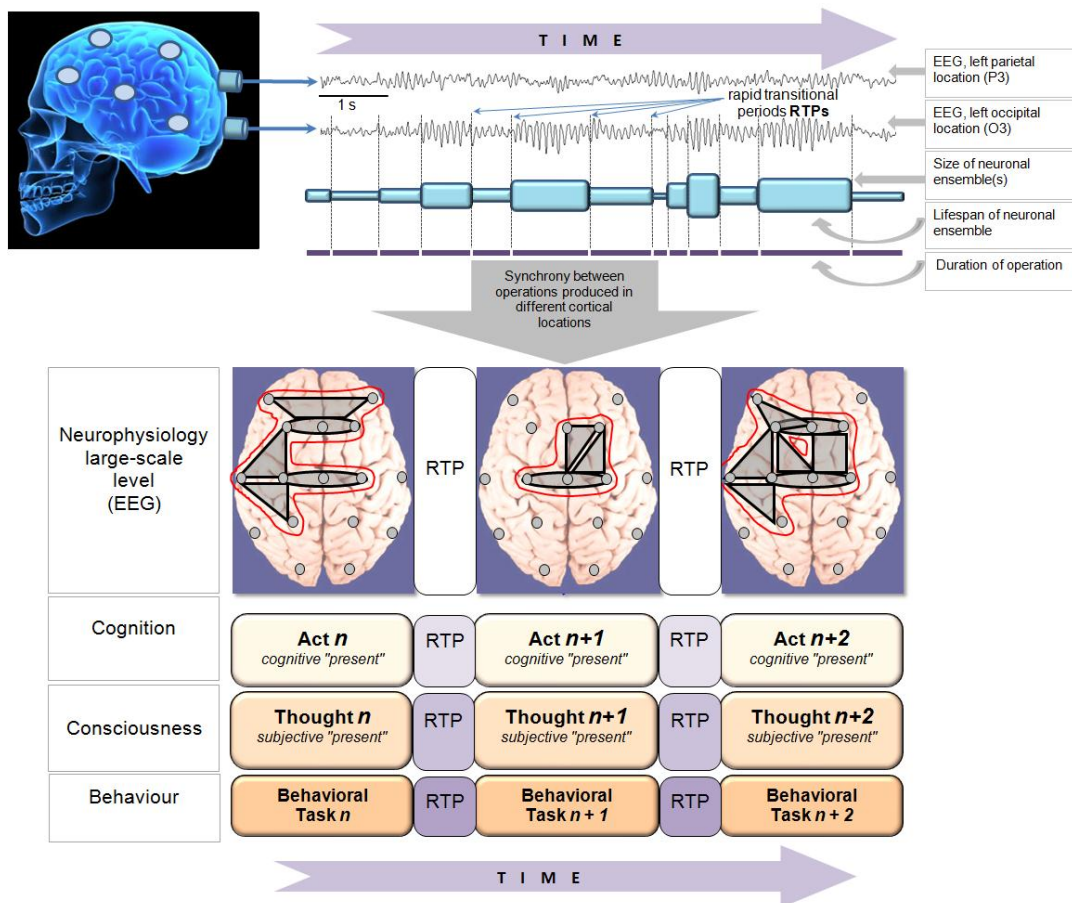 T I M E
EEG, left parietal
location (P3)
1 s
rapid transitional
periods RTPs
EEG, left occipital
location (O3)
Size of neuronal
ensemble(s)
Lifespan of neuronal
ensemble
Duration of operation
Synchrony between
operations produced in
different cortical
locations
Neurophysiology
large-scale
level
(EEG)
RTP
RTP
Cognition
Act n
cognitive "present"
RTP
Act n+1
cognitive "present"
RTP
Act n+2
cognitive "present"
Consciousness
Thought n
subjective "present"
RTP
Thought n+1
subjective "present"
RTP
Thought n+2
subjective "present"
Behaviour
Behavioral
Task n
RTP
Behavioral
Task n + 1
RTP
Behavioral
Task n + 2
T I M E